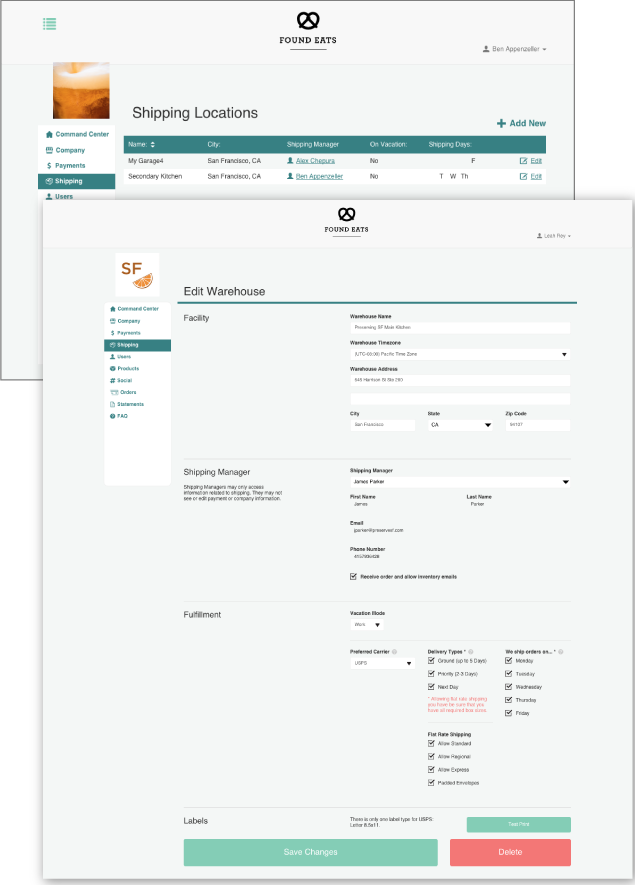 FOUND EATS
Ben Appenzeller
Shipping Locations
Add New
Command Center
Company
Payments
Shipping
Users
Name: City: Shipping Manager On Vacation: Shipping Days:
My Garage4 San Francisco, CA Alex Chepura No F Edit
Secondary Kitchen San Francisco, CA Ben Appenzeller No T W Th Edit
FOUND EATS
Leah Ray
SF
Edit Warehouse
Command Center
Company
Payments
Shipping
Users
Products
Social
Orders
Statements
FAQ
Facility
Warehouse Name
Preserving SF Main Kitchen
Warehouse Timezone
(UTC-08:00) Pacific Time Zone
Warehouse Address
645 Harrison St Ste 200
City State Zip Code
San Francisco CA 94107
Shipping Manager
Shipping Managers may only access
information related to shipping. They may not
see or edit payment or company information.
Shipping Manager
James Parker
First Name Last Name
James Parker
Email
jparker@preservesf.com
Phone Number
Receive order and allow inventory emails
Fulfillment
Vacation Mode
Work
Preferred Carrier Delivery Types * We ship orders on... *
USPS
Ground (up to 5 Days) Monday
Priority (2-3 Days) Tuesday
Next Day Wednesday
* Allowing flat rate shipping
you have be sure that you
have all required box sizes.
Thursday
Friday
Flat Rate Shipping
Allow Standard
Allow Regional
Allow Express
Padded Envelopes
Labels
There is only one label type for USPS:
Letter 8.5x11.
Test Print
Save Changes Delete